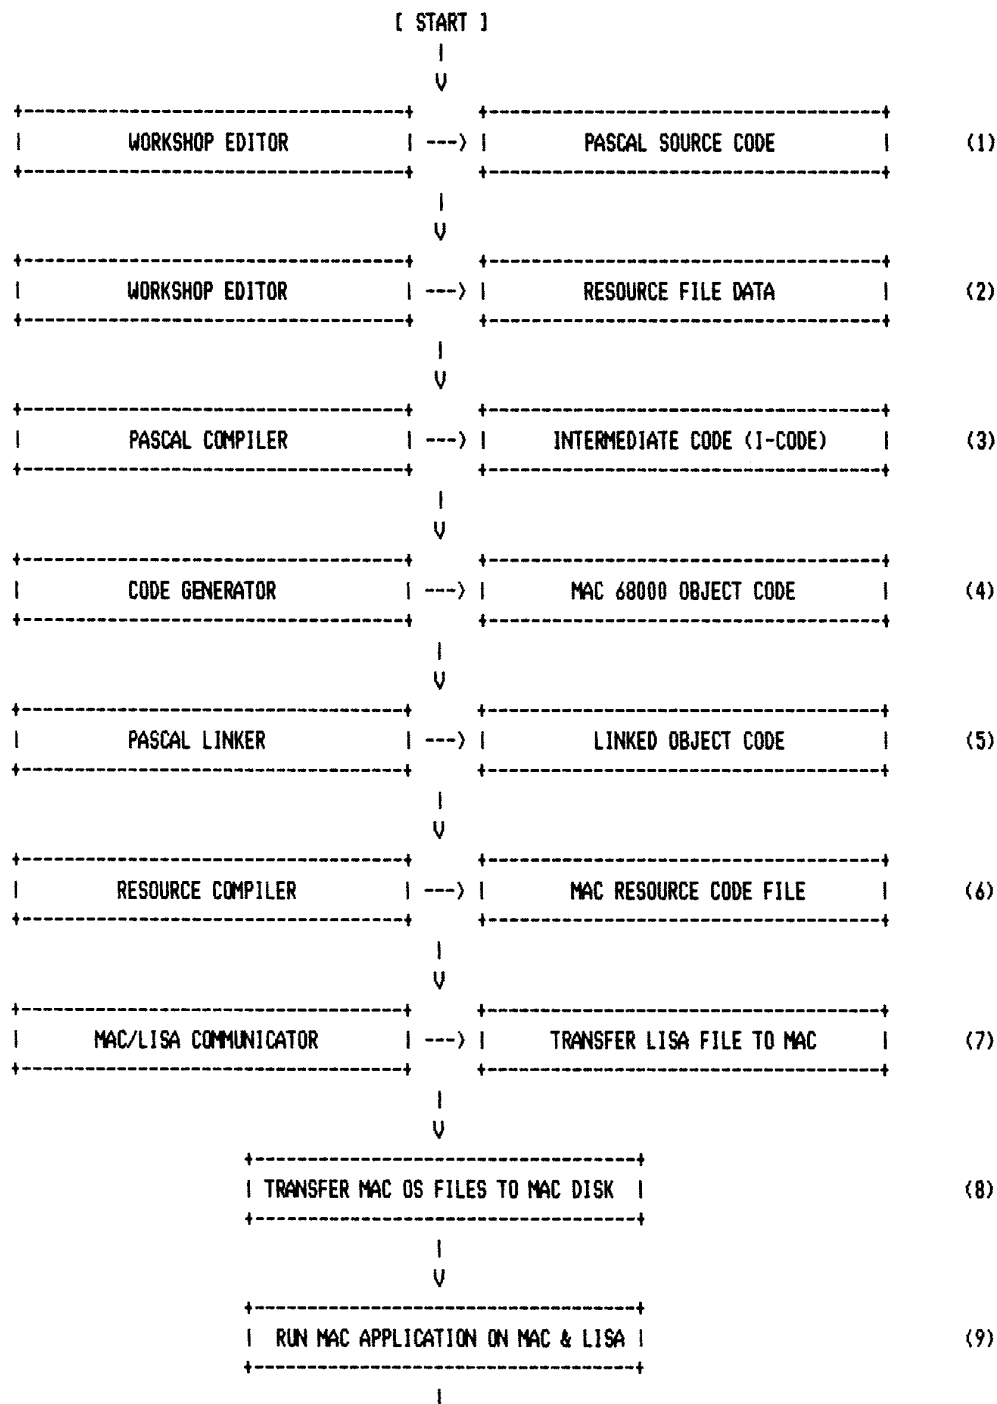 [ START ]
WORKSHOP EDITOR ---> PASCAL SOURCE CODE (1)
WORKSHOP EDITOR ---> RESOURCE FILE DATA (2)
PASCAL COMPILER ---> INTERMEDIATE CODE (I-CODE) (3)
CODE GENERATOR ---> MAC 68000 OBJECT CODE (4)
PASCAL LINKER ---> LINKED OBJECT CODE (5)
RESOURCE COMPILER ---> MAC RESOURCE CODE FILE (6)
MAC/LISA COMMUNICATOR ---> TRANSFER LISA FILE TO MAC (7)
TRANSFER MAC OS FILES TO MAC DISK (8)
RUN MAC APPLICATION ON MAC & LISA (9)